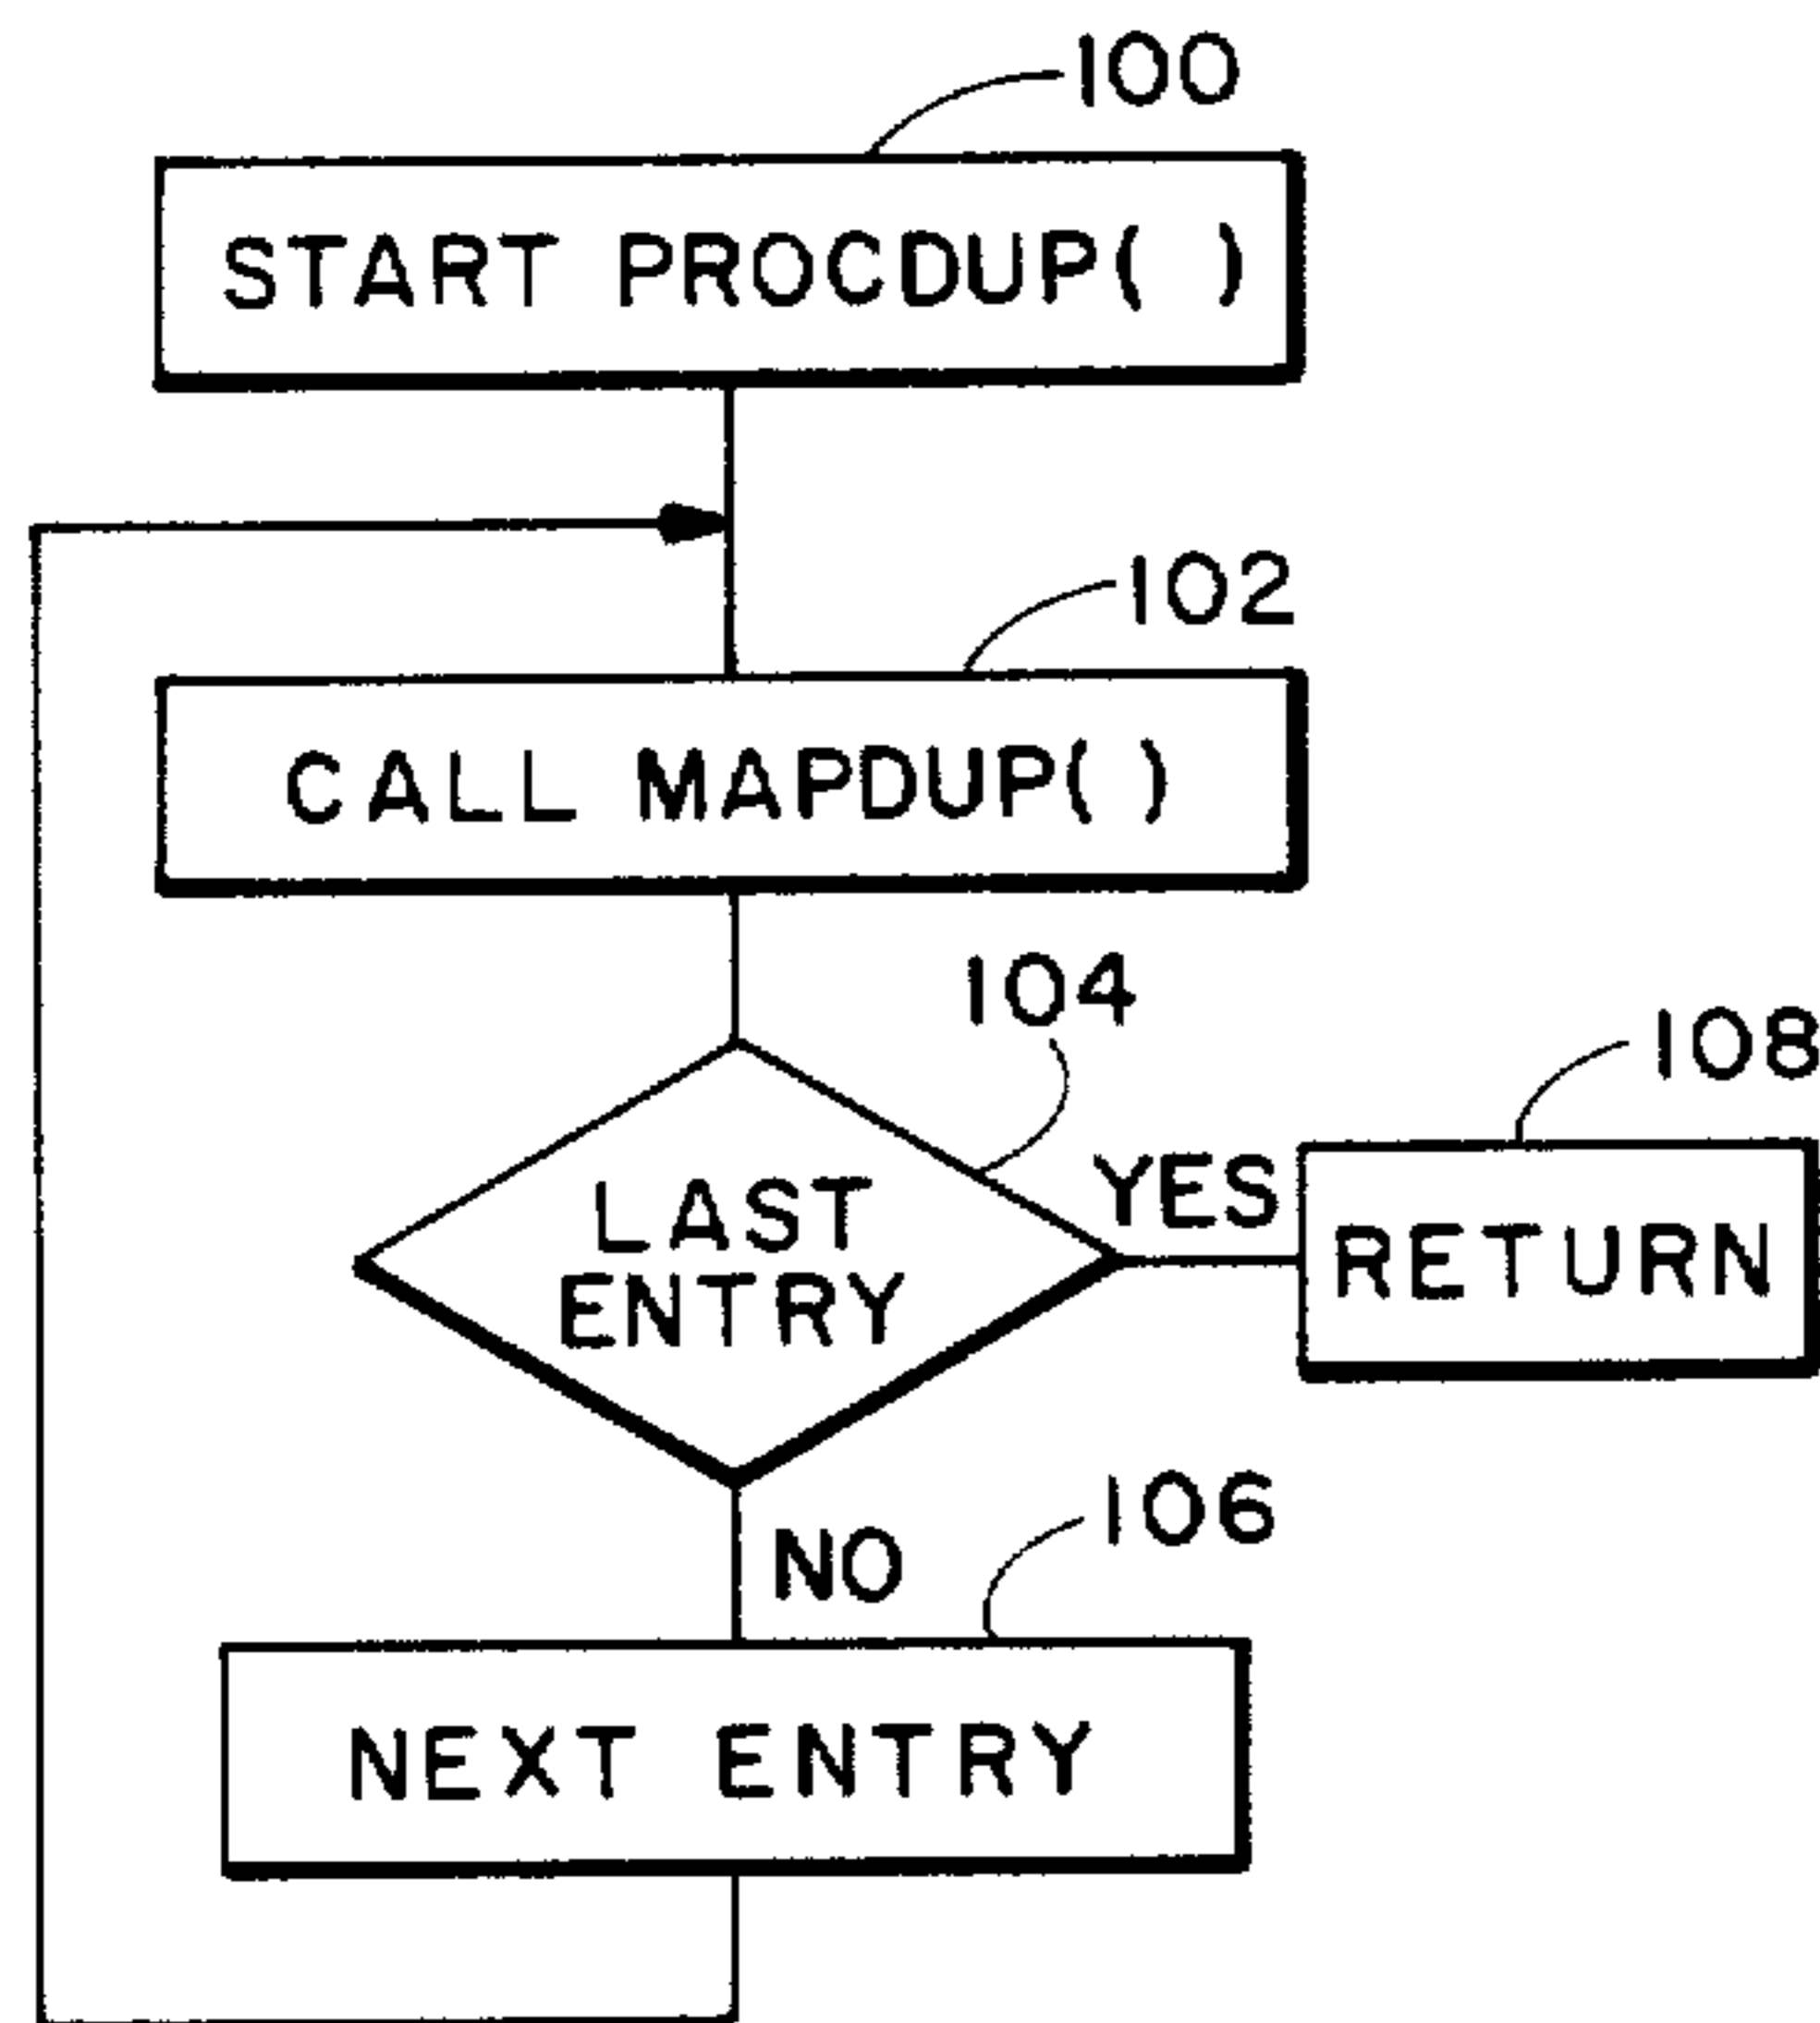 100
START PROCDUP( )
102
CALL MAPDUP( )
104
108
LAST
ENTRY
YES
RETURN
NO
106
NEXT ENTRY